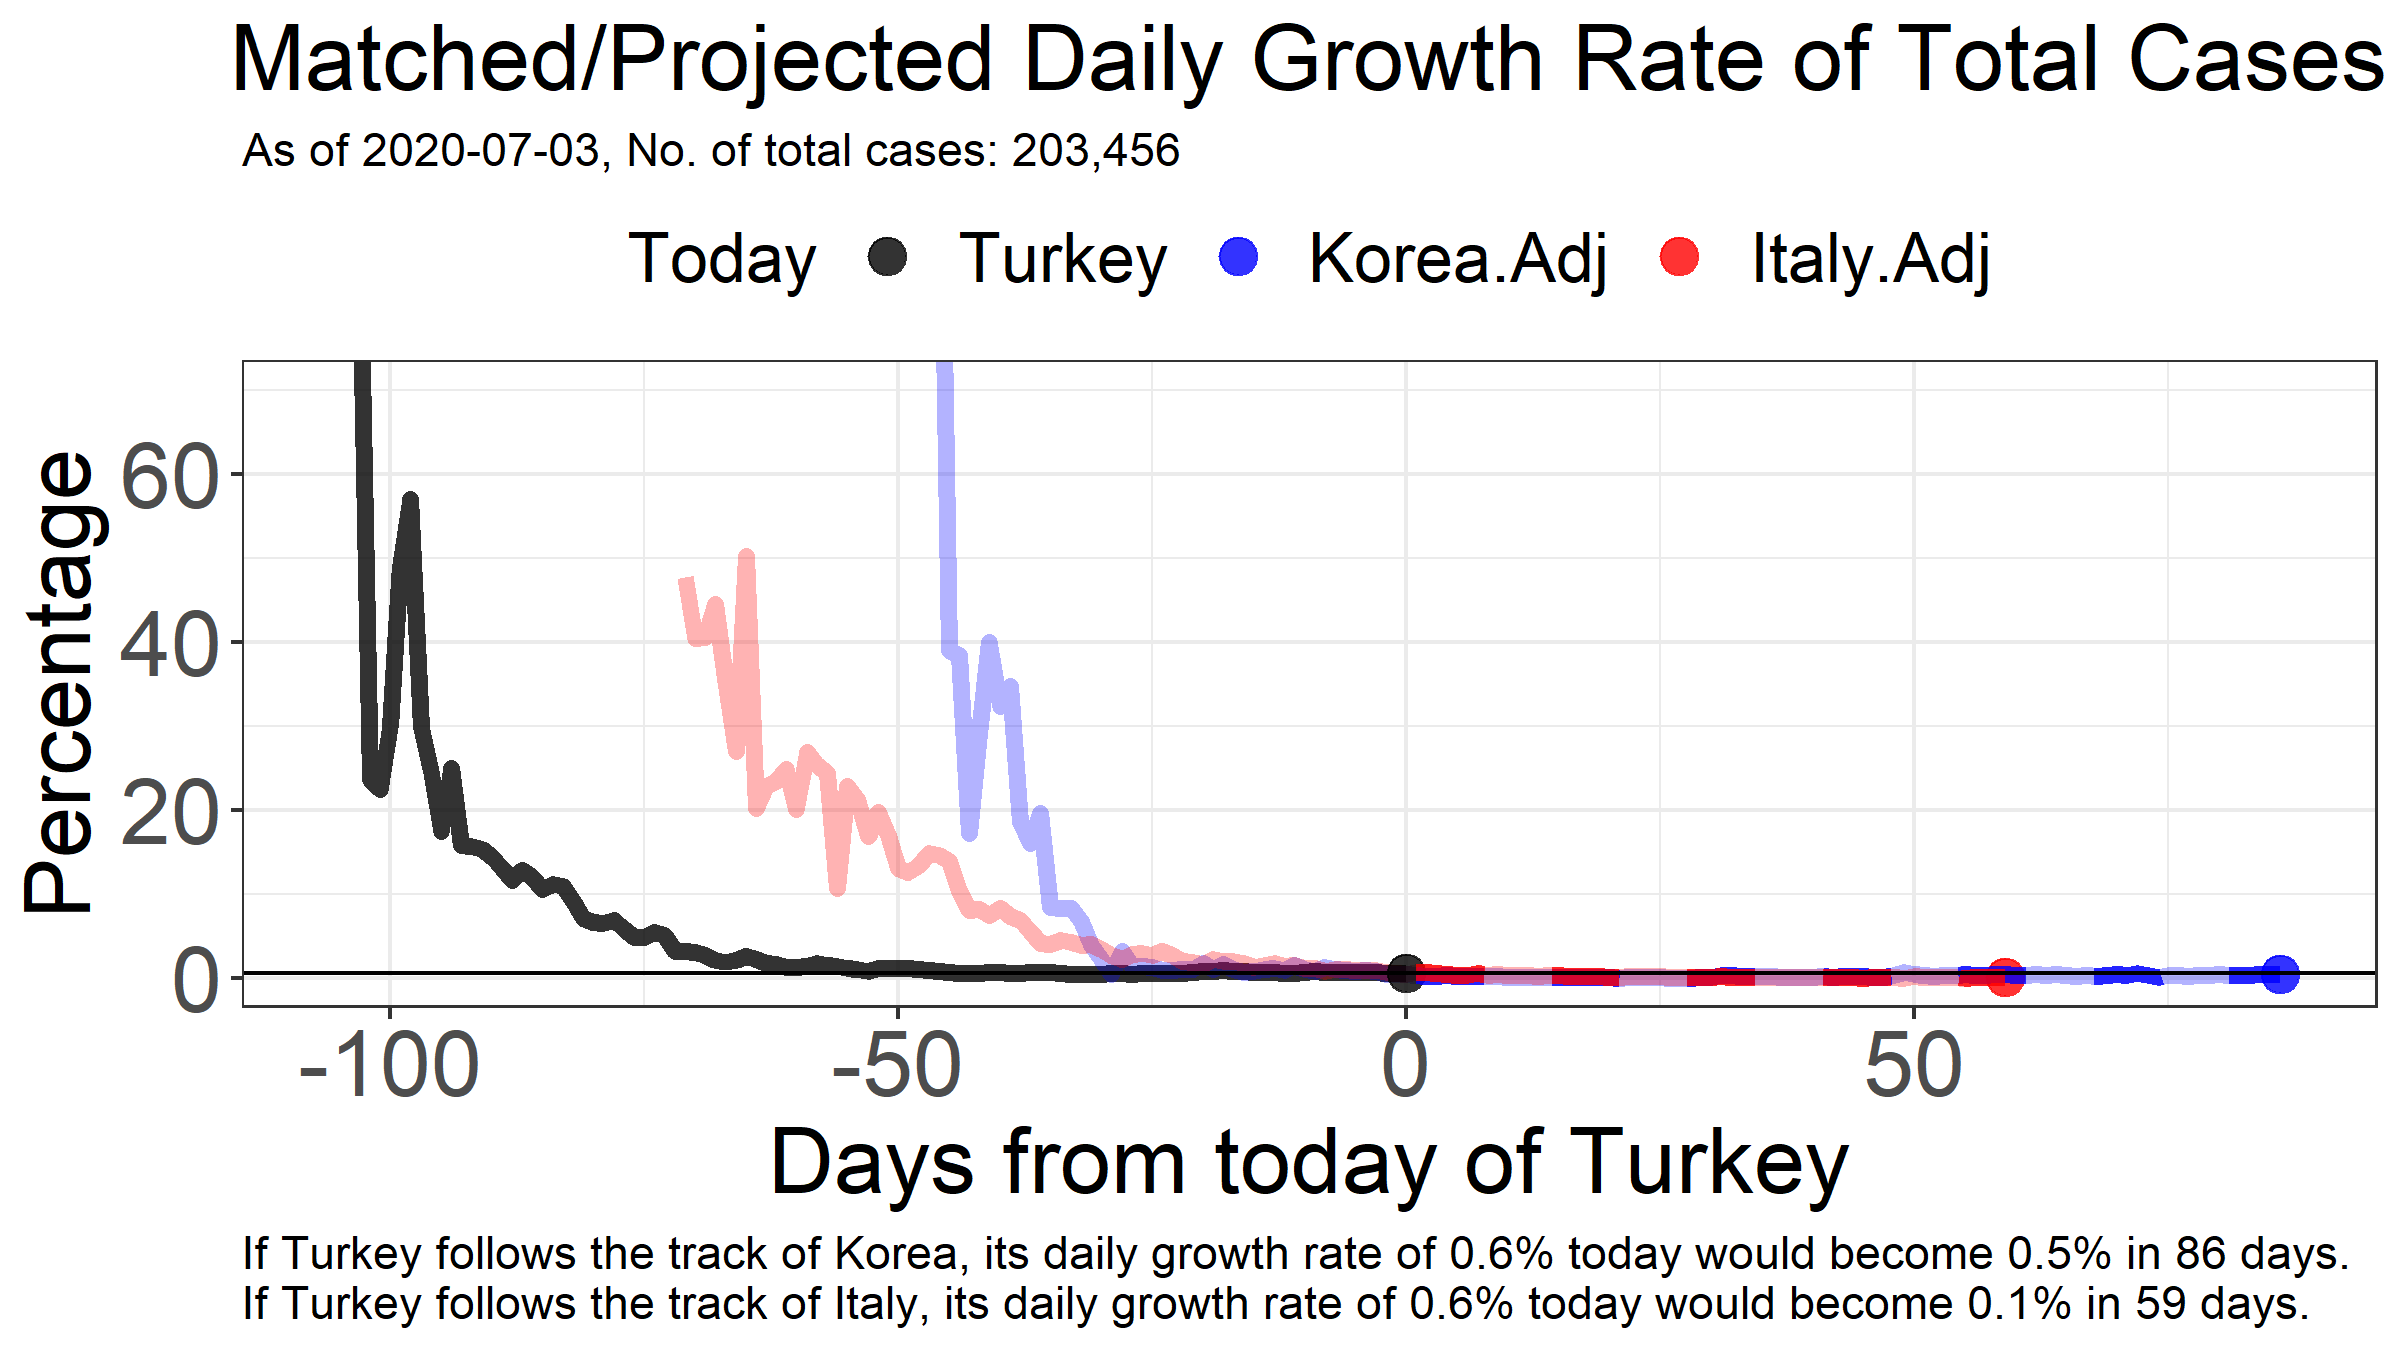 Matched/Projected Daily Growth Rate of Total Cases
As of 2020-07-03, No. of total cases: 203,456
Today Turkey Korea.Adj Italy.Adj
Percentage
60
40
20
0
-100 -50 0 50
Days from today of Turkey
If Turkey follows the track of Korea, its daily growth rate of 0.6% today would become 0.5% in 86 days.
If Turkey follows the track of Italy, its daily growth rate of 0.6% today would become 0.1% in 59 days.